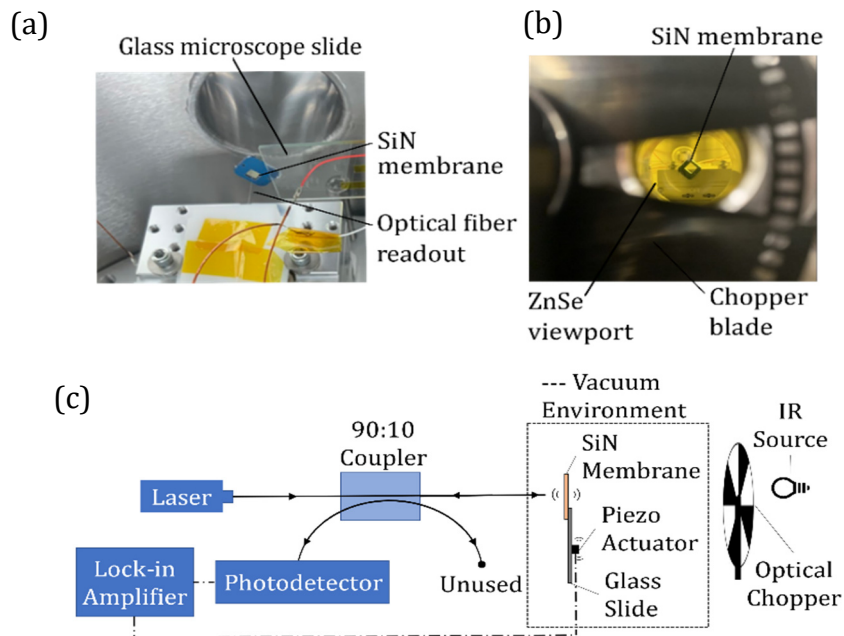 (a)
Glass microscope slide
SiN
membrane
Optical fiber
readout
(b)
SiN membrane
ZnSe
viewport
Chopper
blade
(c)
--- Vacuum
Environment
90:10
Coupler
Laser
SiN
Membrane
IR
Source
Piezo
Actuator
Lock-in
Amplifier
Photodetector
Unused
Glass
Slide
Optical
Chopper